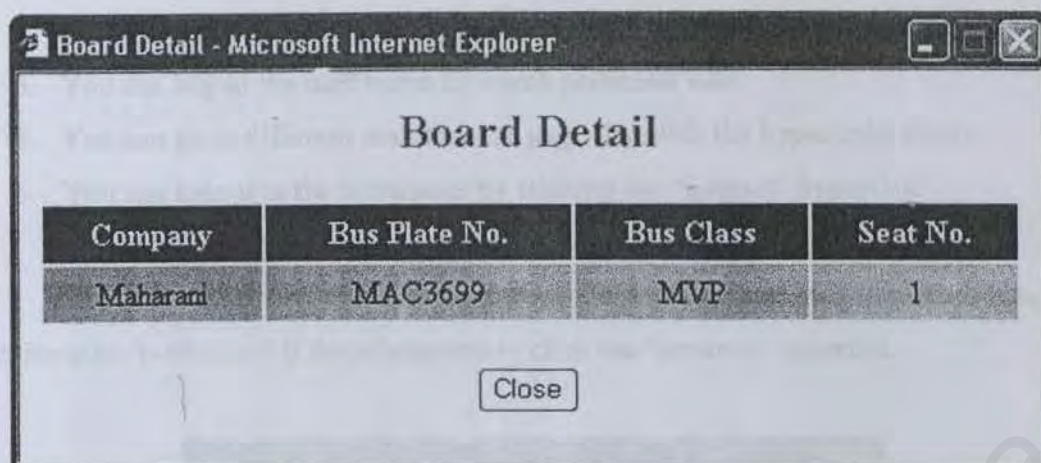 Board Detail - Microsoft Internet Explorer
Board Detail
Company Bus Plate No. Bus Class Seat No.
Maharani MAC3699 MVP 1
Close